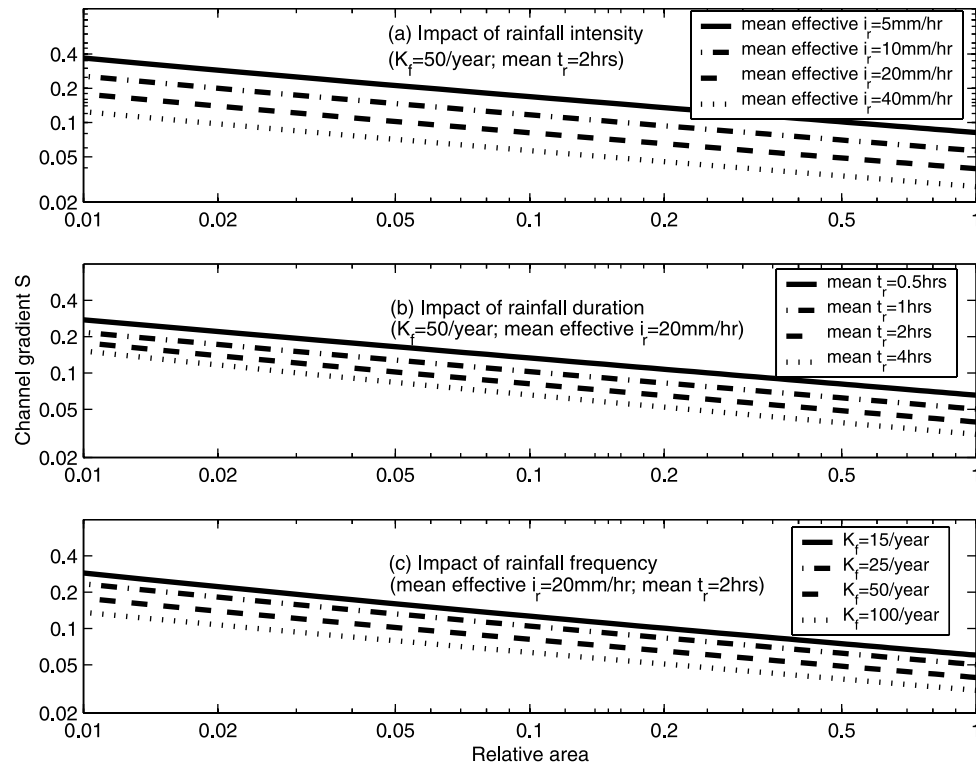 (a) Impact of rainfall intensity
(K_f=50/year; mean t_r=2hrs)
mean effective i_r=5mm/hr
mean effective i_r=10mm/hr
mean effective i_r=20mm/hr
mean effective i_r=40mm/hr
0.4
0.2
0.1
0.05
0.02
0.01 0.02 0.05 0.1 0.2 0.5 1
Channel gradient S
(b) Impact of rainfall duration
(K_f=50/year; mean effective i_r=20mm/hr)
mean t_r=0.5hrs
mean t_r=1hrs
mean t_r=2hrs
mean t_r=4hrs
0.4
0.2
0.1
0.05
0.02
0.01 0.02 0.05 0.1 0.2 0.5 1
(c) Impact of rainfall frequency
(mean effective i_r=20mm/hr; mean t_r=2hrs)
K_f=15/year
K_f=25/year
K_f=50/year
K_f=100/year
0.4
0.2
0.1
0.05
0.02
0.01 0.02 0.05 0.1 0.2 0.5 1
Relative area